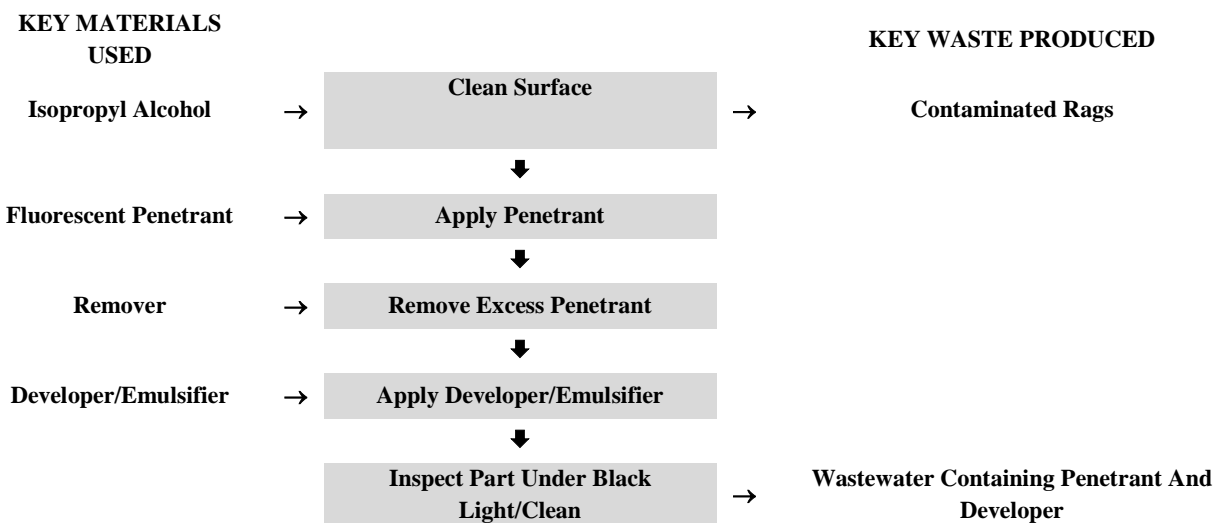 KEY MATERIALS
USED
KEY WASTE PRODUCED
Isopropyl Alcohol → Clean Surface → Contaminated Rags
Fluorescent Penetrant → Apply Penetrant
Remover → Remove Excess Penetrant
Developer/Emulsifier → Apply Developer/Emulsifier
Inspect Part Under Black
Light/Clean
→ Wastewater Containing Penetrant And
Developer